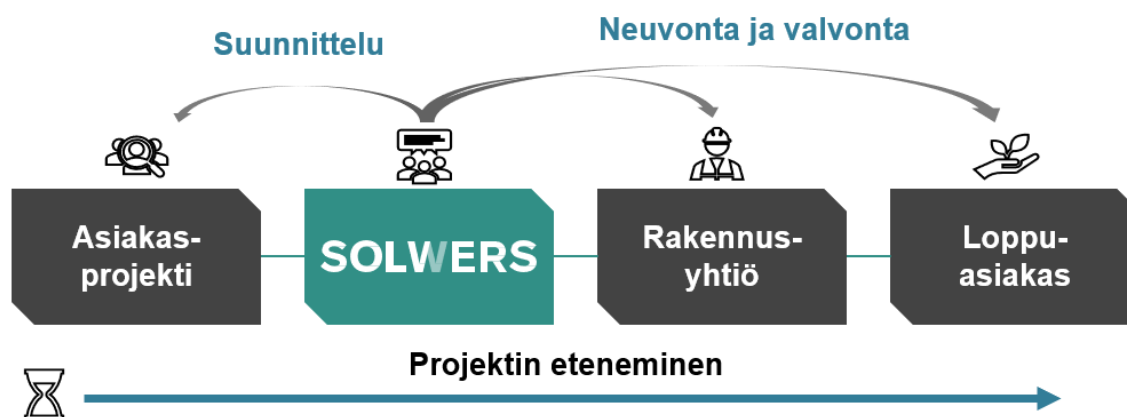 Suunnittelu
Neuvonta ja valvonta
Asiakas-
projekti
SOLWERS
Rakennus-
yhtiö
Loppu-
asiakas
Projektin eteneminen